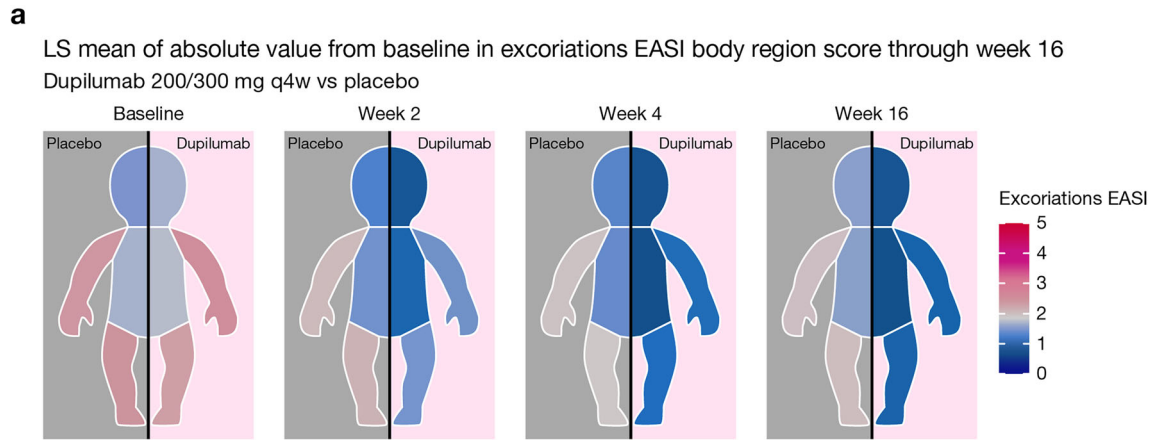 a
LS mean of absolute value from baseline in excoriations EASI body region score through week 16
Dupilumab 200/300 mg q4w vs placebo
Baseline
Placebo
Dupilumab
Week 2
Placebo
Dupilumab
Week 4
Placebo
Dupilumab
Week 16
Placebo
Dupilumab
Excoriations EASI
5
4
3
2
1
0